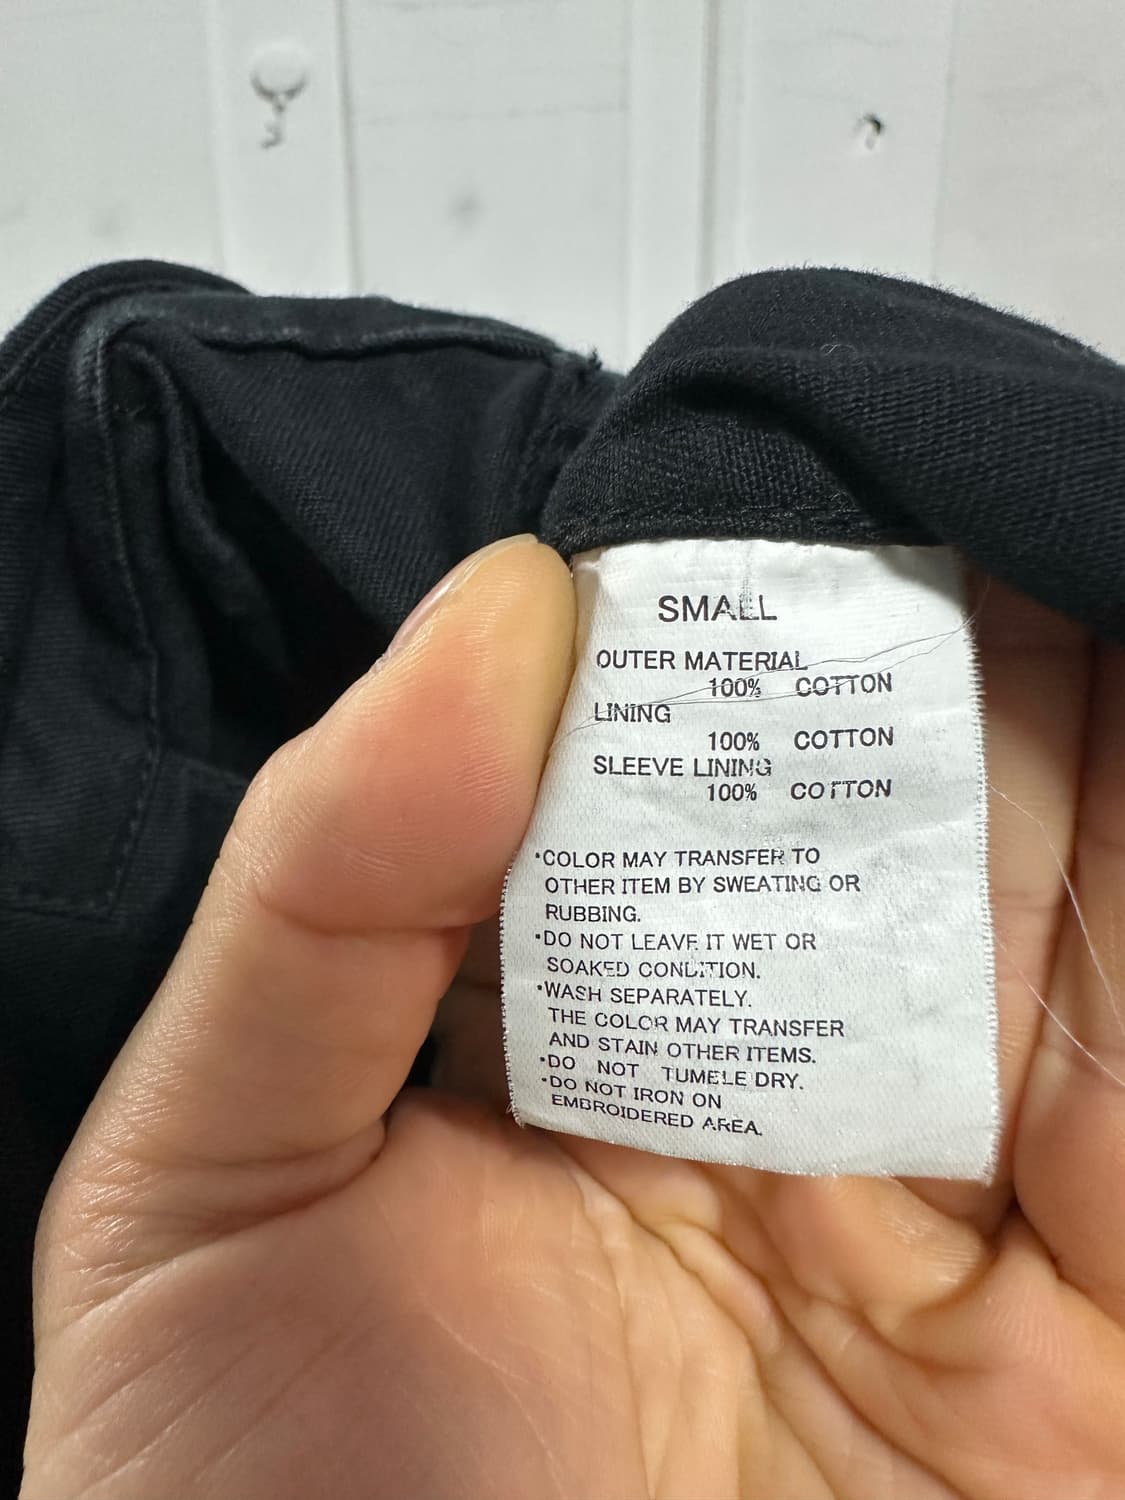 SMALL
OUTER MATERIAL
100% COTTON
LINING
100% COTTON
SLEEVE LINING
100% COTTON
·COLOR MAY TRANSFER TO
OTHER ITEM BY SWEATING OR
RUBBING.
·DO NOT LEAVE IT WET OR
SOAKED CONDITION.
·WASH SEPARATELY.
THE COLOR MAY TRANSFER
AND STAIN OTHER ITEMS.
·DO NOT TUMBLE DRY.
·DO NOT IRON ON
EMBROIDERED AREA.